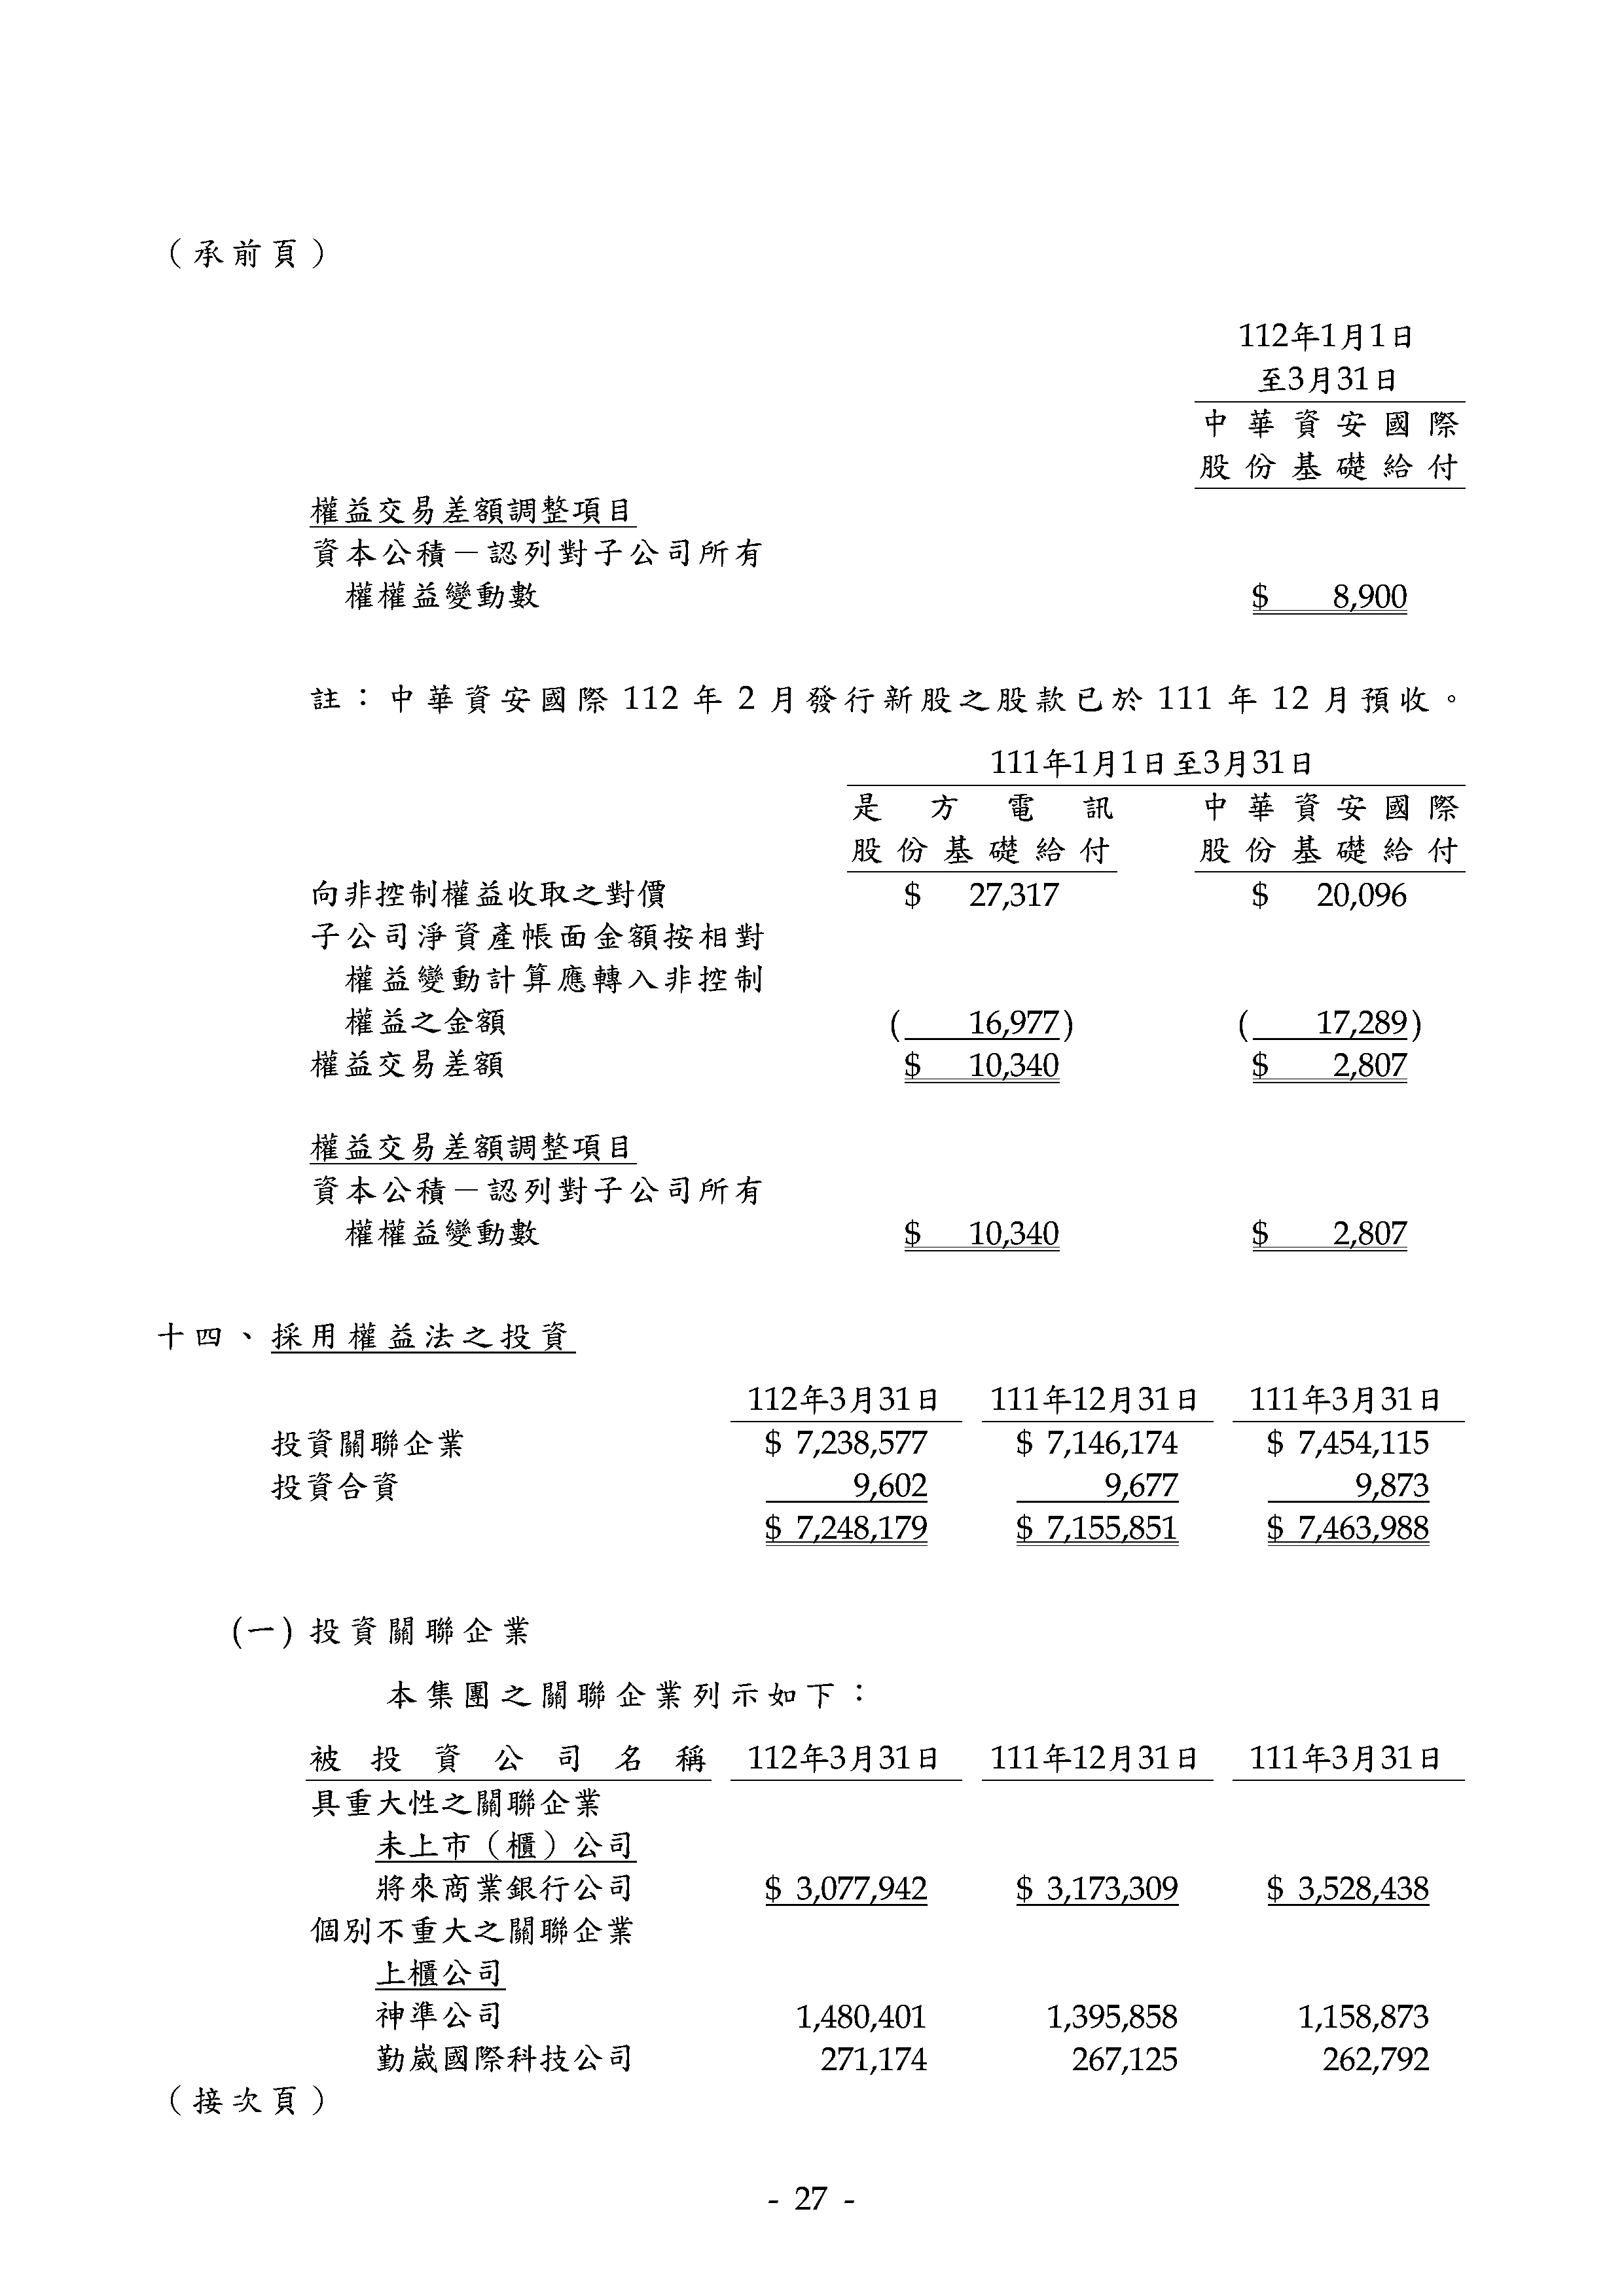 （承前頁）
112年1月1日
至3月31日
中華資安國際
股份基礎給付
權益交易差額調整項目
資本公積－認列對子公司所有
權權益變動數 $ 8,900
註：中華資安國際 112 年 2 月發行新股之股款已於 111 年 12 月預收。
111年1月1日至3月31日
是方電訊 中華資安國際
股份基礎給付 股份基礎給付
向非控制權益收取之對價 $ 27,317 $ 20,096
子公司淨資產帳面金額按相對
權益變動計算應轉入非控制
權益之金額 ( 16,977) ( 17,289)
權益交易差額 $ 10,340 $ 2,807
權益交易差額調整項目
資本公積－認列對子公司所有
權權益變動數 $ 10,340 $ 2,807
十四、採用權益法之投資
112年3月31日 111年12月31日 111年3月31日
投資關聯企業 $ 7,238,577 $ 7,146,174 $ 7,454,115
投資合資 9,602 9,677 9,873
$ 7,248,179 $ 7,155,851 $ 7,463,988
(一) 投資關聯企業
本集團之關聯企業列示如下：
被投資公司名稱 112年3月31日 111年12月31日 111年3月31日
具重大性之關聯企業
未上市（櫃）公司
將來商業銀行公司 $ 3,077,942 $ 3,173,309 $ 3,528,438
個別不重大之關聯企業
上櫃公司
神準公司 1,480,401 1,395,858 1,158,873
勤崴國際科技公司 271,174 267,125 262,792
（接次頁）
- 27 -